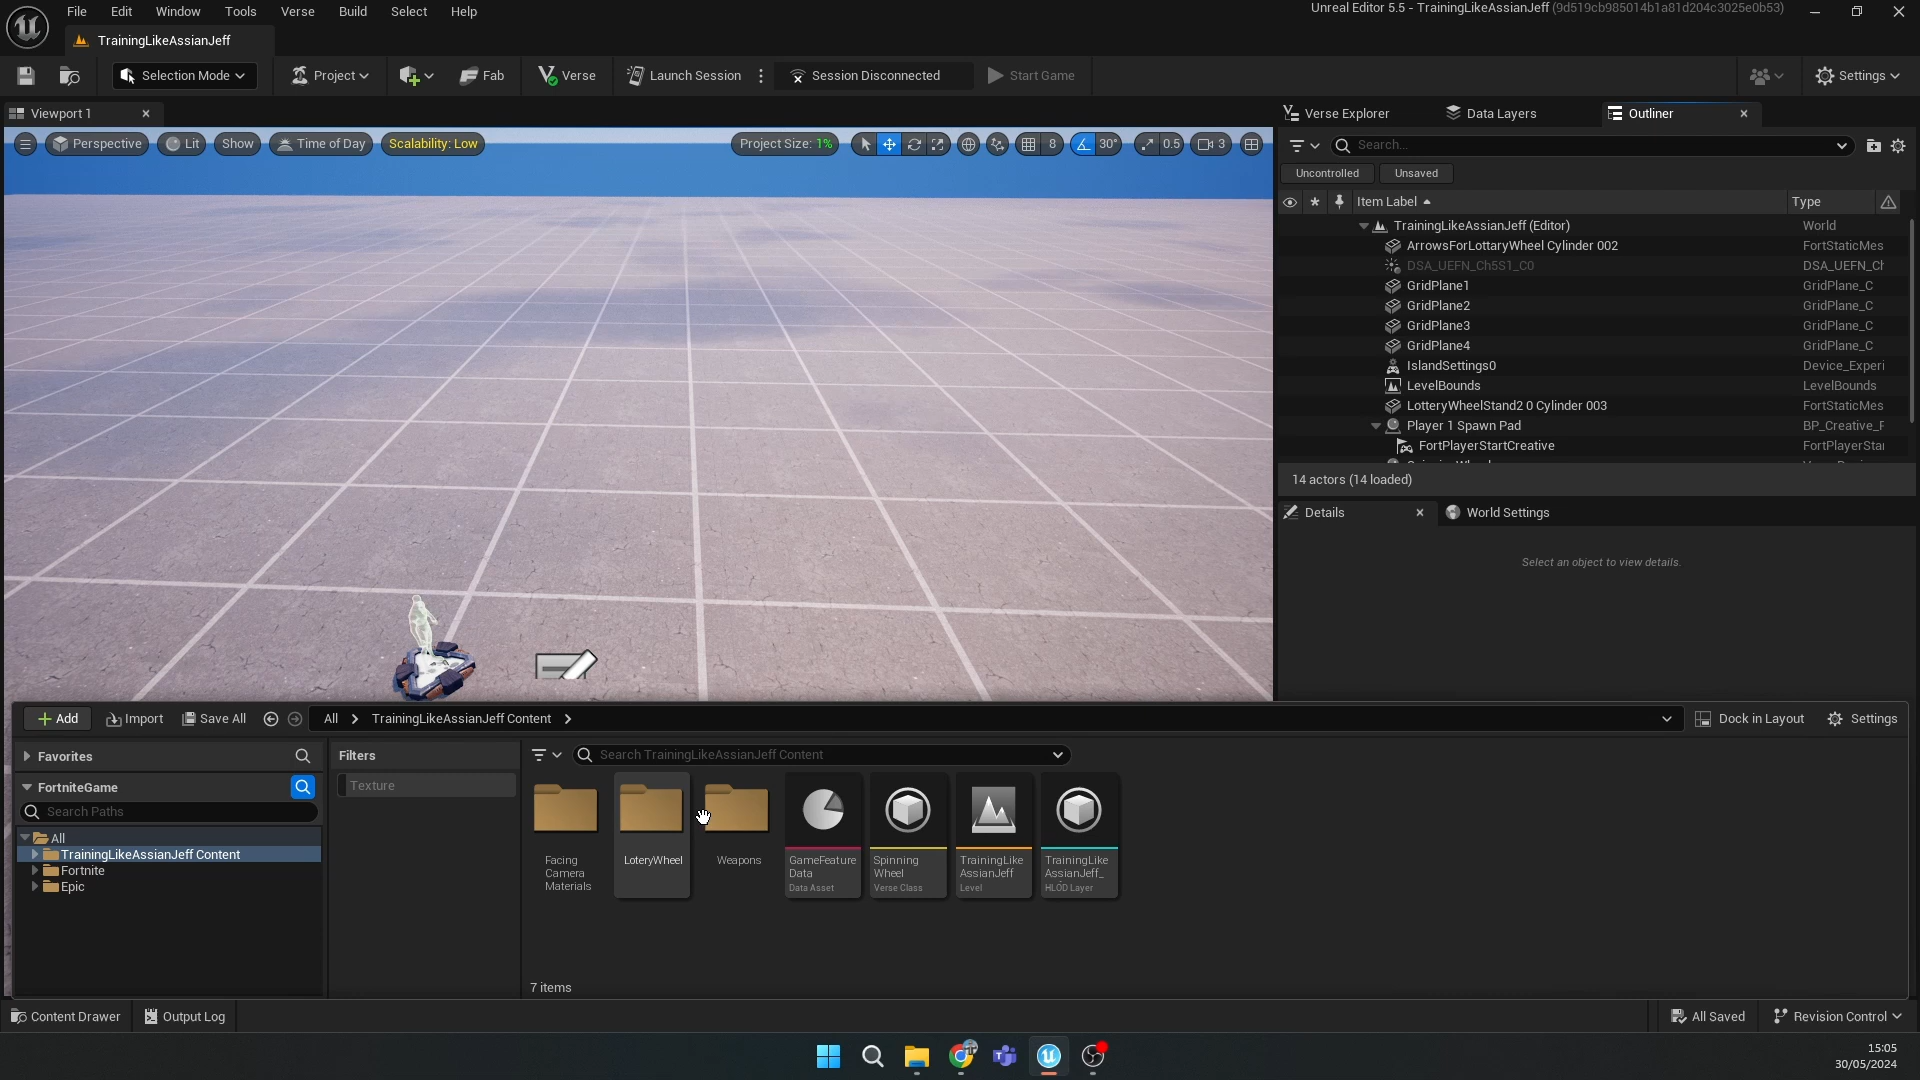 File Edit Window Tools Verse Build Select Help
Unreal Editor 5.5 - TrainingLikeAssianJeff (9d519cb985014b1a81d204c3025e0b53)
TrainingLikeAssianJeff
Selection Mode Project Fab Verse Launch Session Session Disconnected Start Game Settings
Viewport 1
Verse Explorer Data Layers Outliner
Perspective Lit Show Time of Day Scalability: Low Project Size: 1% 8 30° 0.5 3
Search...
Uncontrolled Unsaved
Item Label Type
TrainingLikeAssianJeff (Editor) World
ArrowsForLottaryWheel Cylinder 002 FortStaticMes
DSA_UEFN_Ch5S1_C0 DSA_UEFN_Ch
GridPlane1 GridPlane_C
GridPlane2 GridPlane_C
GridPlane3 GridPlane_C
GridPlane4 GridPlane_C
IslandSettings0 Device_Experi
LevelBounds LevelBounds
LotteryWheelStand2 0 Cylinder 003 FortStaticMes
Player 1 Spawn Pad BP_Creative_F
FortPlayerStartCreative FortPlayerStar
14 actors (14 loaded)
Details World Settings
Select an object to view details.
Add Import Save All All TrainingLikeAssianJeff Content Dock in Layout Settings
Favorites
Filters
Search TrainingLikeAssianJeff Content
FortniteGame
Texture
Search Paths
All
TrainingLikeAssianJeff Content
Fortnite
Epic
Facing
Camera
Materials
LoteryWheel
Weapons
GameFeature
Data
Data Asset
Spinning
Wheel
Verse Class
TrainingLike
AssianJeff
Level
TrainingLike
AssianJeff_
HLOD Layer
7 items
Content Drawer Output Log All Saved Revision Control
15:05
30/05/2024